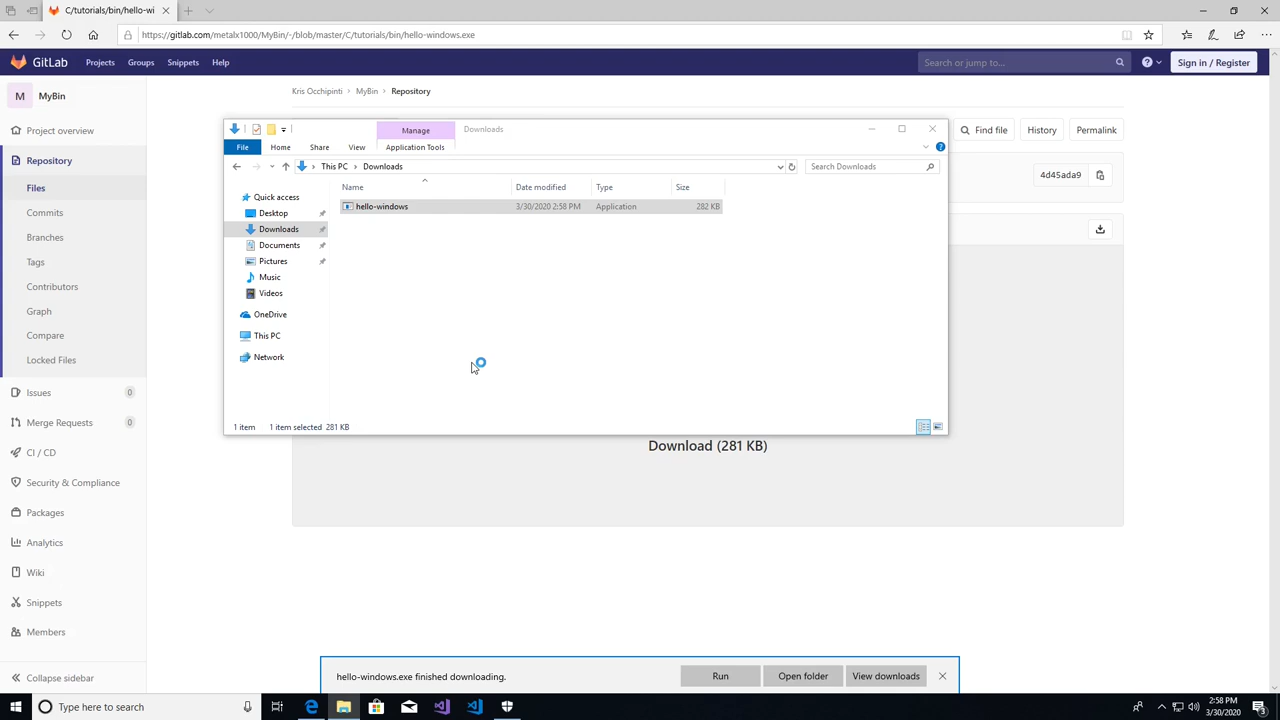 C/tutorials/bin/hello-wi
https://gitlab.com/metalx1000/MyBin/-/blob/master/C/tutorials/bin/hello-windows.exe
GitLab
Projects
Groups
Snippets
Help
Search or jump to...
Sign in / Register
M
MyBin
Project overview
Repository
Files
Commits
Branches
Tags
Contributors
Graph
Compare
Locked Files
Issues
0
Merge Requests
0
CI / CD
Security & Compliance
Packages
Analytics
Wiki
Snippets
Members
Collapse sidebar
Kris Occhipinti > MyBin > Repository
Find file
History
Permalink
4d45ada9
Manage
Downloads
File
Home
Share
View
Application Tools
This PC
Downloads
Search Downloads
Quick access
Desktop
Downloads
Documents
Pictures
Music
Videos
OneDrive
This PC
Network
Name
Date modified
Type
Size
hello-windows
3/30/2020 2:58 PM
Application
282 KB
1 item
1 item selected 281 KB
Download (281 KB)
hello-windows.exe finished downloading.
Run
Open folder
View downloads
Type here to search
2:58 PM
3/30/2020
3